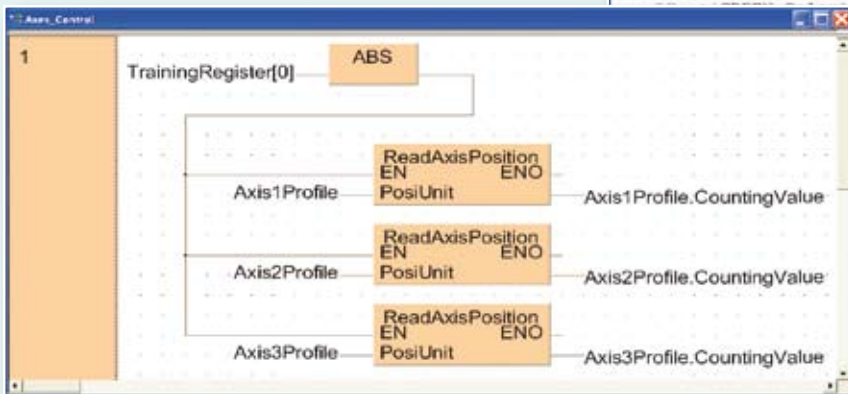 Axes_Control
1
ABS
TrainingRegister[0]
ReadAxisPosition
EN ENO
Axis1Profile PosiUnit Axis1Profile.CountingValue
ReadAxisPosition
EN ENO
Axis2Profile PosiUnit Axis2Profile.CountingValue
ReadAxisPosition
EN ENO
Axis3Profile PosiUnit Axis3Profile.CountingValue